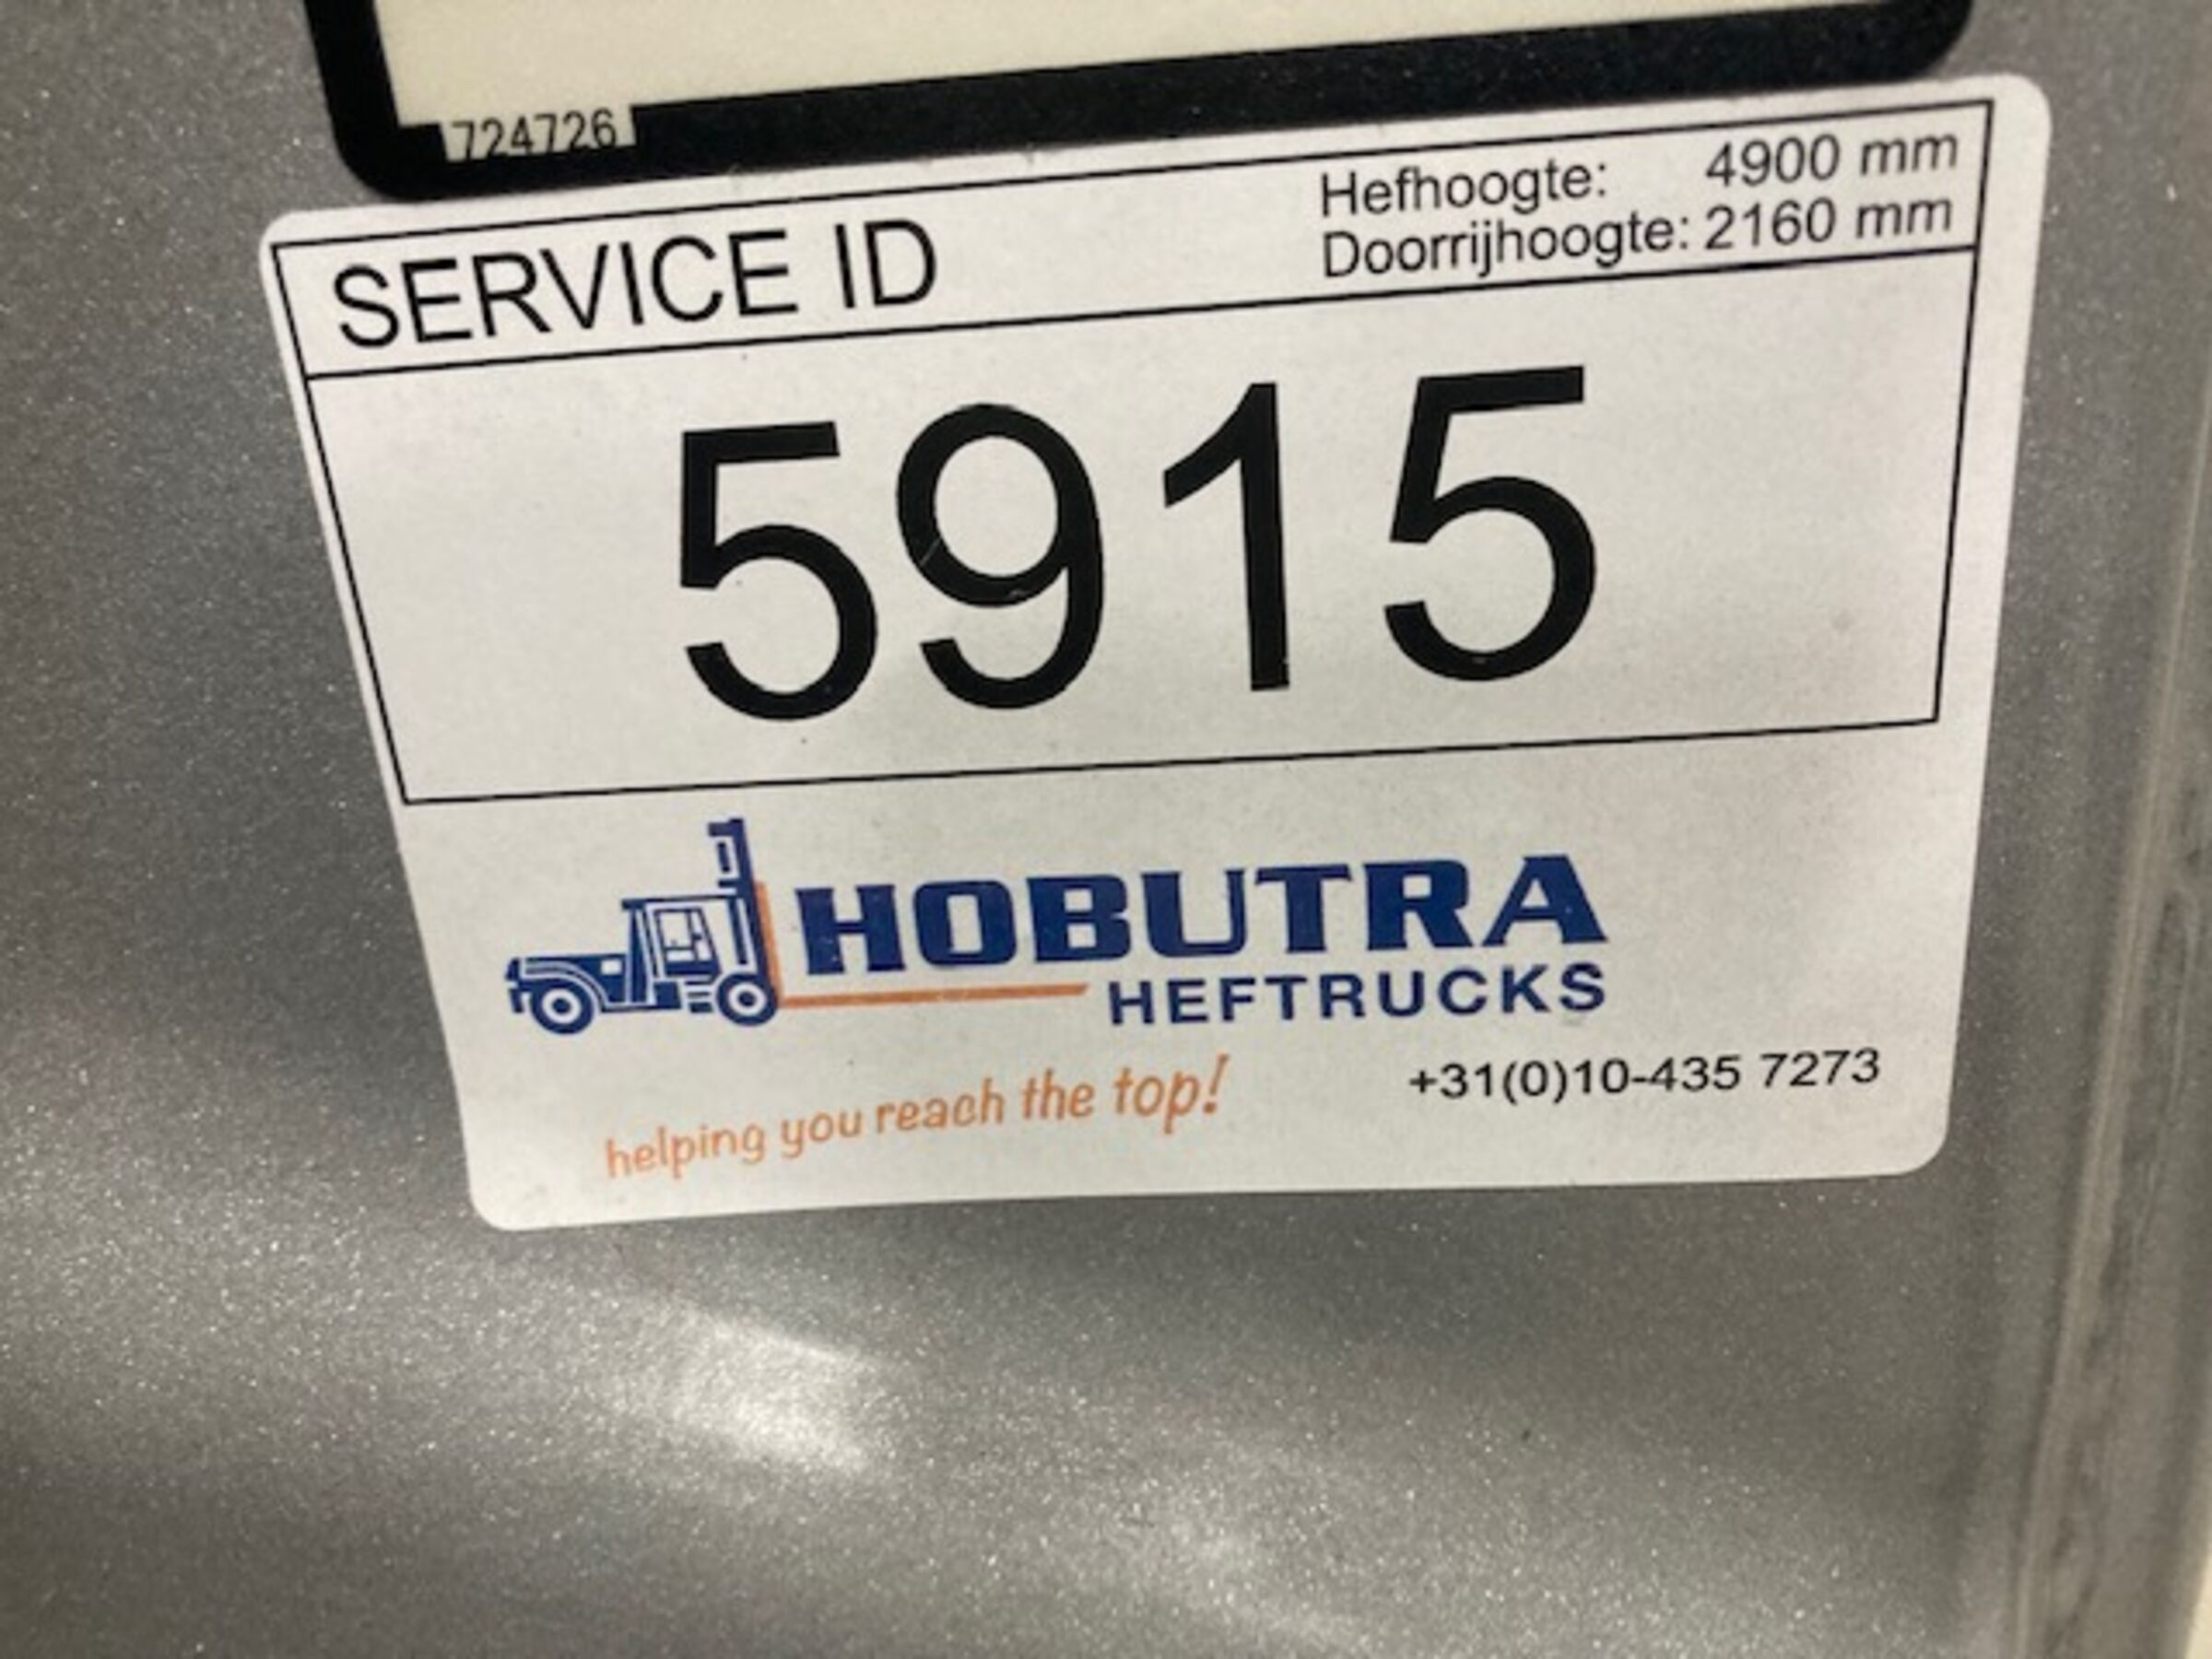 724726
SERVICE ID
Hefhoogte: 4900 mm
Doorrijhoogte: 2160 mm
5915
HOBUTRA
HEFTRUCKS
helping you reach the top!
+31(0)10-435 7273